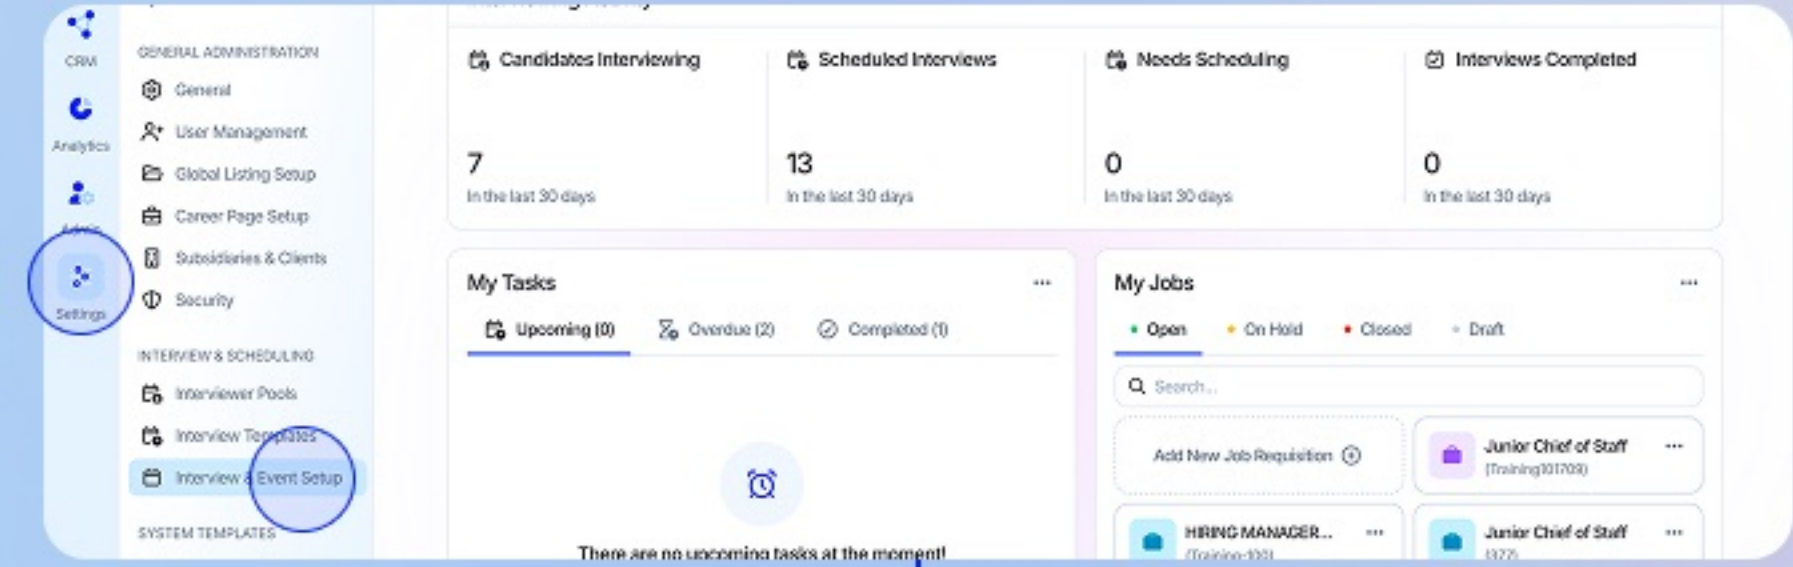 CRM
Analytics
Admin
Settings
GENERAL ADMINISTRATION
General
User Management
Global Listing Setup
Career Page Setup
Subsidiaries & Clients
Security
INTERVIEW & SCHEDULING
Interviewer Pools
Interview Templates
Interview & Event Setup
SYSTEM TEMPLATES
Candidates Interviewing
7
In the last 30 days
Scheduled Interviews
13
In the last 30 days
Needs Scheduling
0
In the last 30 days
Interviews Completed
0
In the last 30 days
My Tasks
Upcoming (0) Overdue (2) Completed (1)
There are no upcoming tasks at the moment!
My Jobs
Open On Hold Closed Draft
Search...
Add New Job Requisition
Junior Chief of Staff
(Training101709)
HIRING MANAGER...
(Training-100)
Junior Chief of Staff
(377)